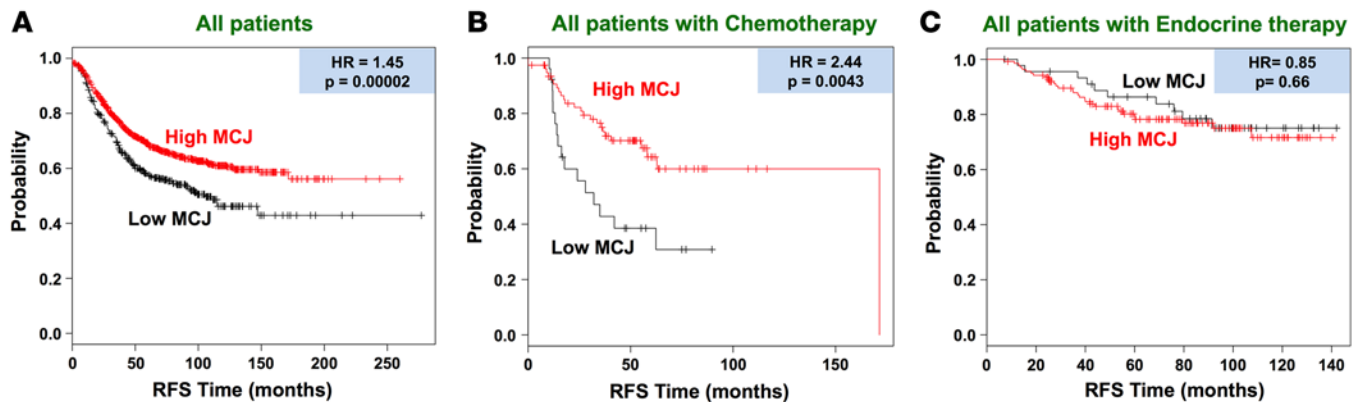 A
All patients
HR = 1.45
p = 0.00002
High MCJ
Low MCJ
Probability
1.0
0.8
0.6
0.4
0.2
0.0
0 50 100 150 200 250
RFS Time (months)
B
All patients with Chemotherapy
HR = 2.44
p = 0.0043
High MCJ
Low MCJ
Probability
1.0
0.8
0.6
0.4
0.2
0.0
0 50 100 150
RFS Time (months)
C
All patients with Endocrine therapy
HR= 0.85
p= 0.66
Low MCJ
High MCJ
Probability
1.0
0.8
0.6
0.4
0.2
0.0
0 20 40 60 80 100 120 140
RFS Time (months)